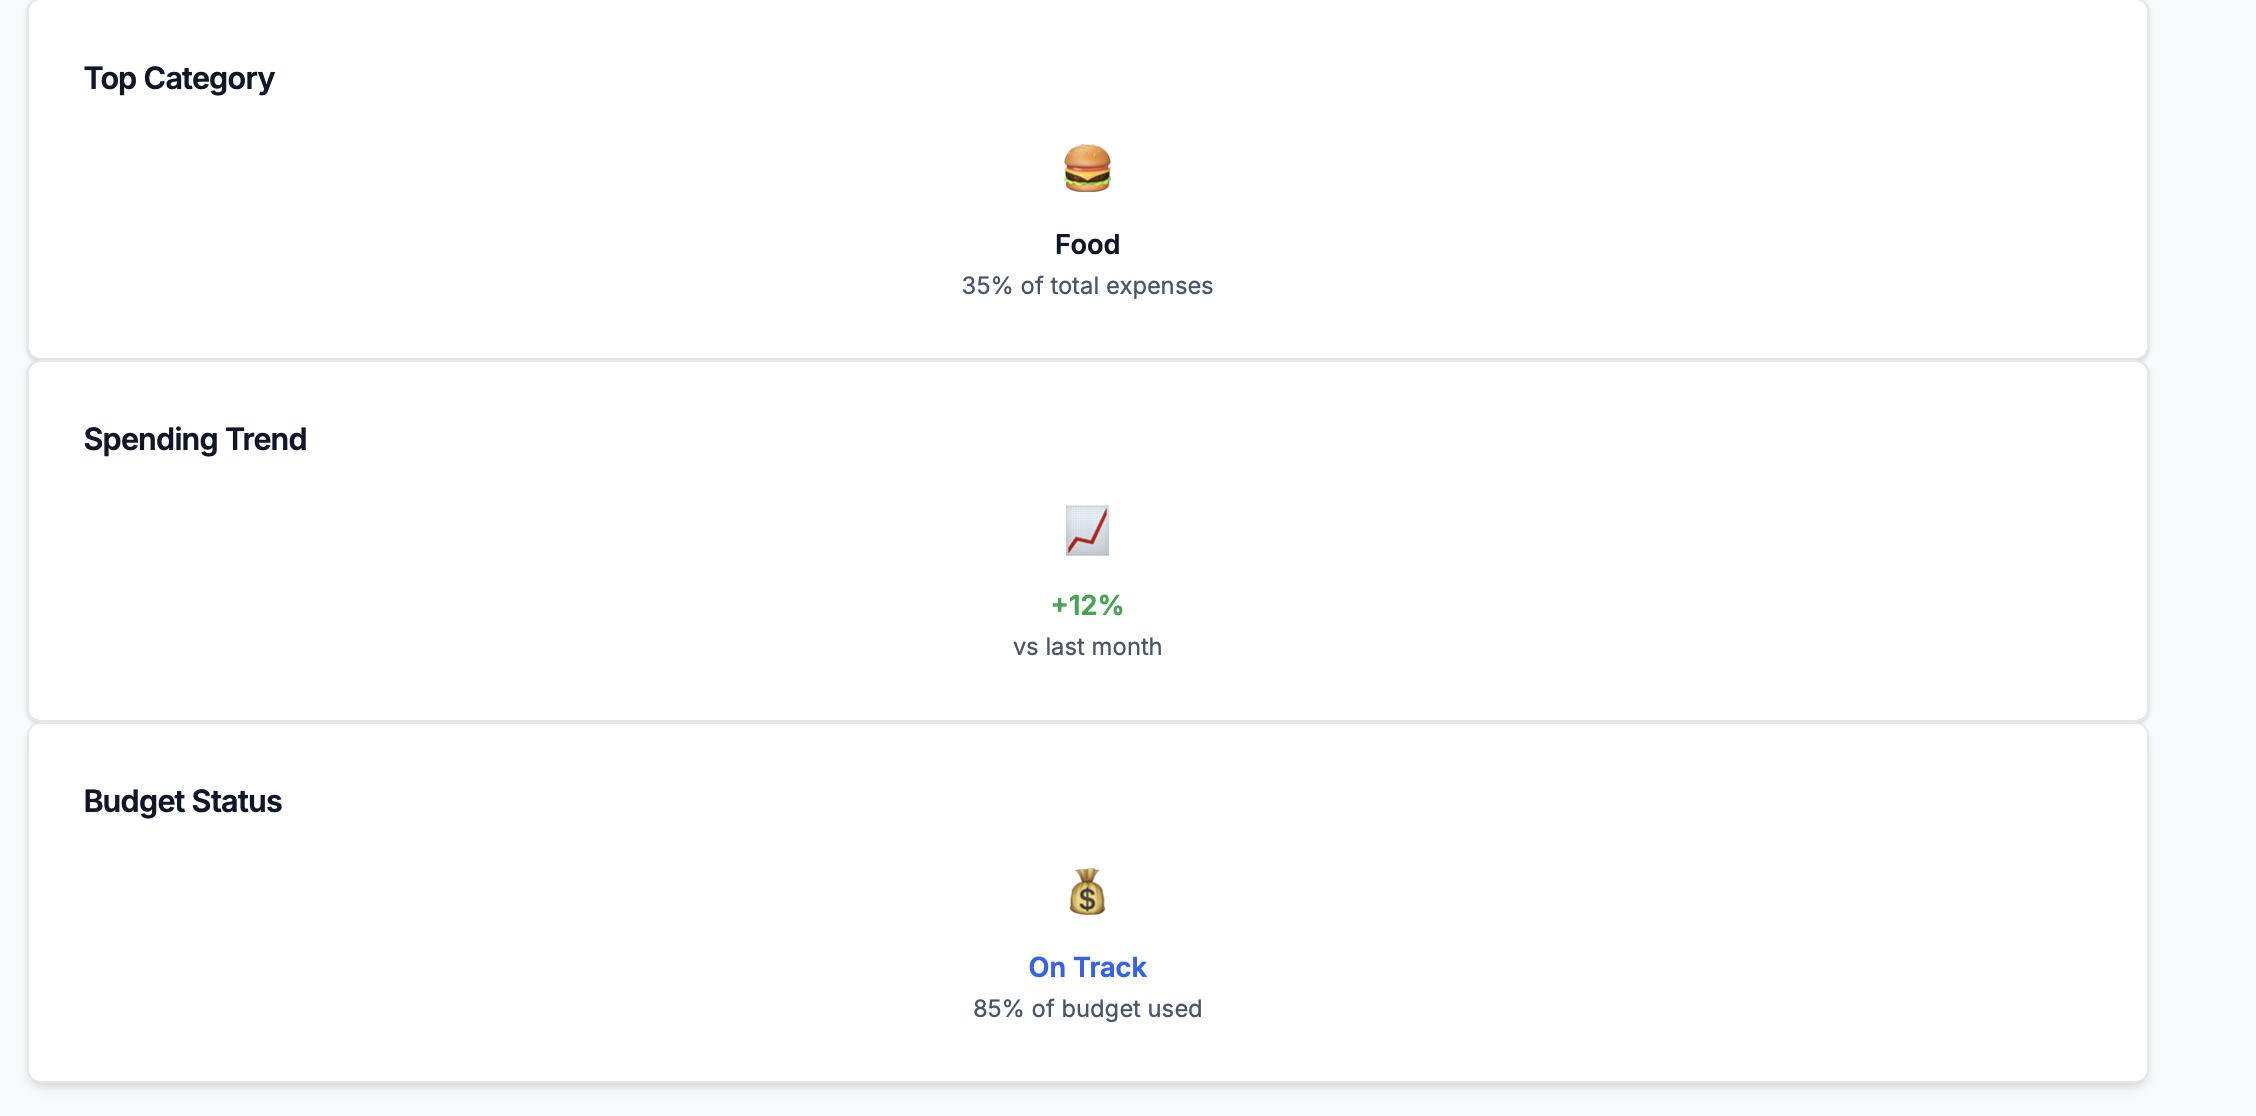 Top Category
Food
35% of total expenses
Spending Trend
+12%
vs last month
Budget Status
$
On Track
85% of budget used